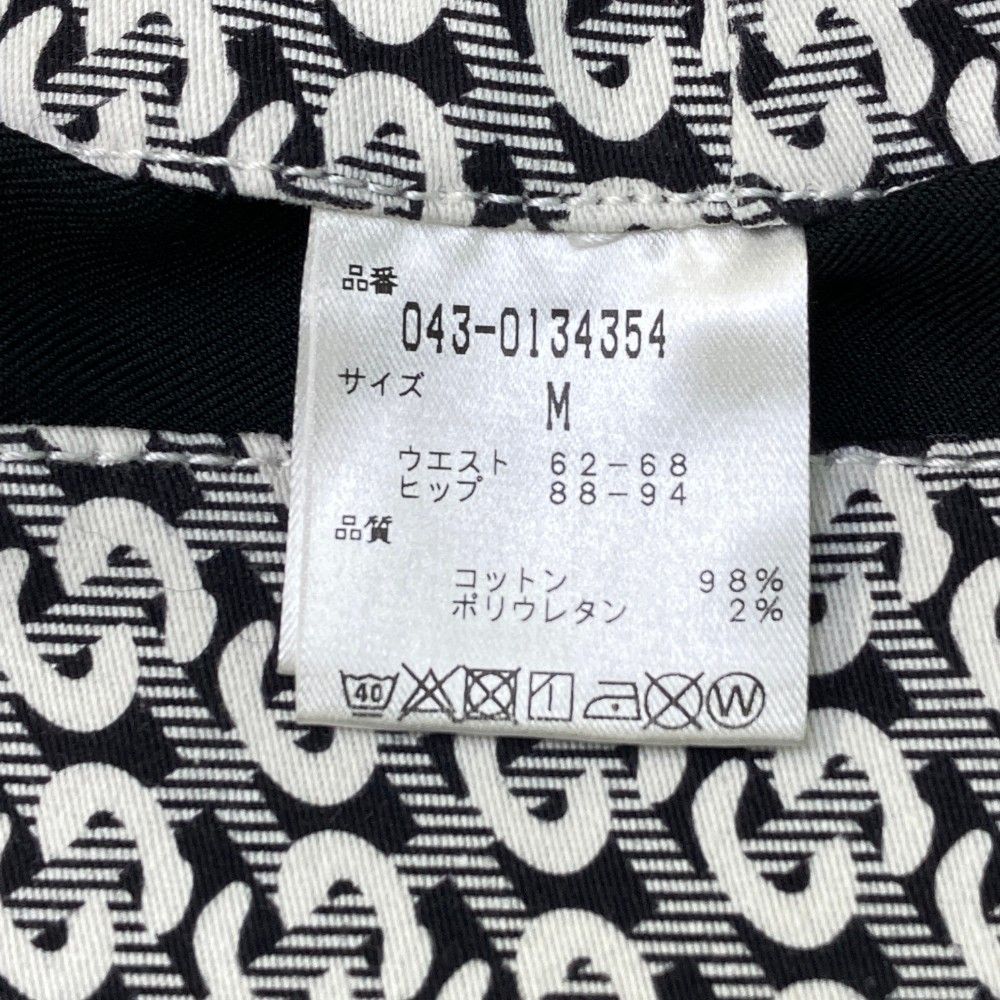 品番
043-0134354
サイズ
M
ウエスト 62-68
ヒップ 88-94
品質
コットン 98%
ポリウレタン 2%
40
W